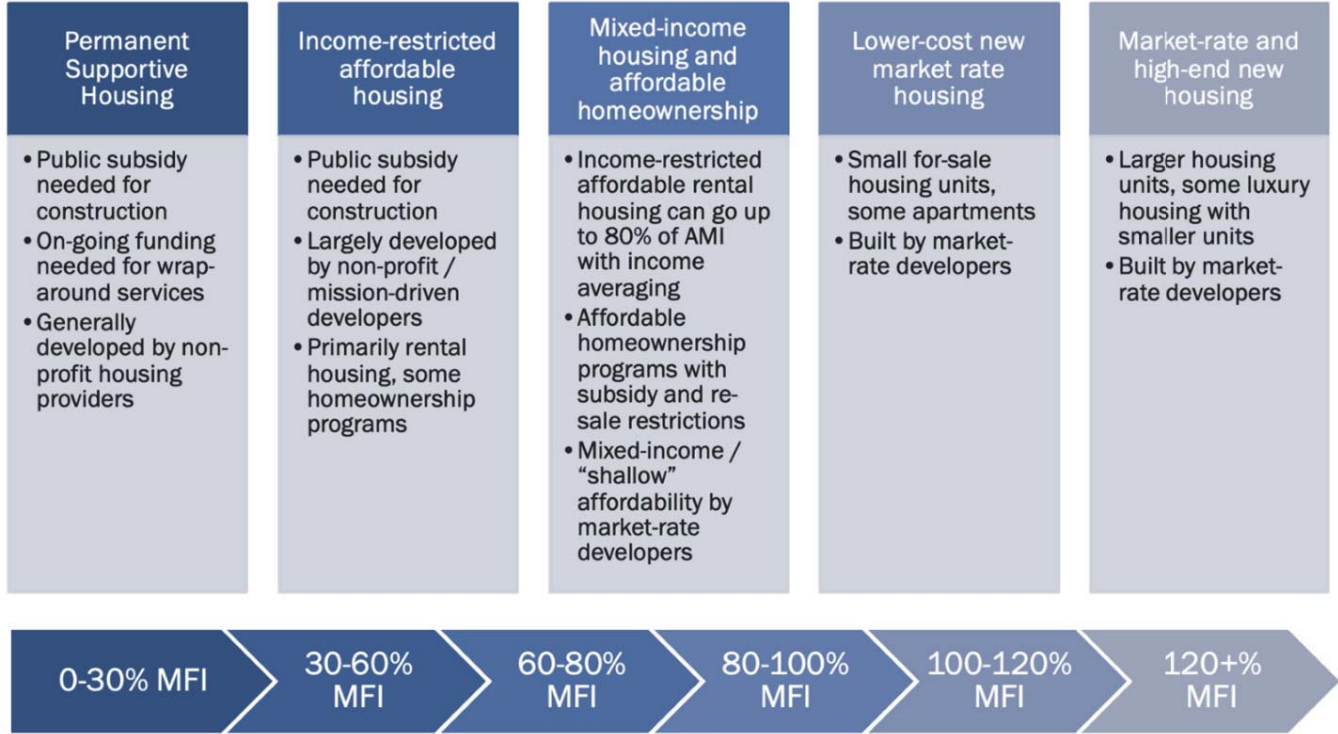 Permanent
Supportive
Housing
• Public subsidy
needed for
construction
• On-going funding
needed for wrap-
around services
• Generally
developed by non-
profit housing
providers
Income-restricted
affordable
housing
• Public subsidy
needed for
construction
• Largely developed
by non-profit /
mission-driven
developers
• Primarily rental
housing, some
homeownership
programs
Mixed-income
housing and
affordable
homeownership
• Income-restricted
affordable rental
housing can go up
to 80% of AMI
with income
averaging
• Affordable
homeownership
programs with
subsidy and re-
sale restrictions
• Mixed-income /
“shallow”
affordability by
market-rate
developers
Lower-cost new
market rate
housing
• Small for-sale
housing units,
some apartments
• Built by market-
rate developers
Market-rate and
high-end new
housing
• Larger housing
units, some luxury
housing with
smaller units
• Built by market-
rate developers
0-30% MFI
30-60%
MFI
60-80%
MFI
80-100%
MFI
100-120%
MFI
120+%
MFI